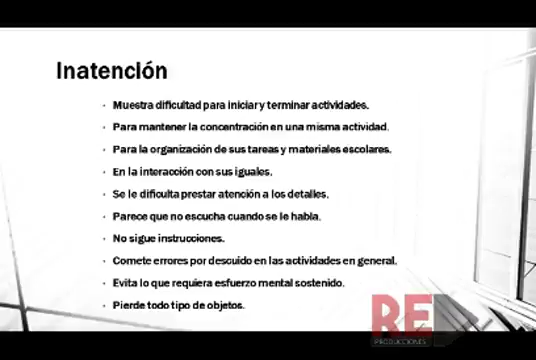 Inatención
· Muestra dificultad para iniciar y terminar actividades.
· Para mantener la concentración en una misma actividad.
· Para la organización de sus tareas y materiales escolares.
· En la interacción con sus iguales.
· Se le dificulta prestar atención a los detalles.
· Parece que no escucha cuando se le habla.
· No sigue instrucciones.
· Comete errores por descuido en las actividades en general.
· Evita lo que requiera esfuerzo mental sostenido.
· Pierde todo tipo de objetos.
RE
PRODUCCIONES